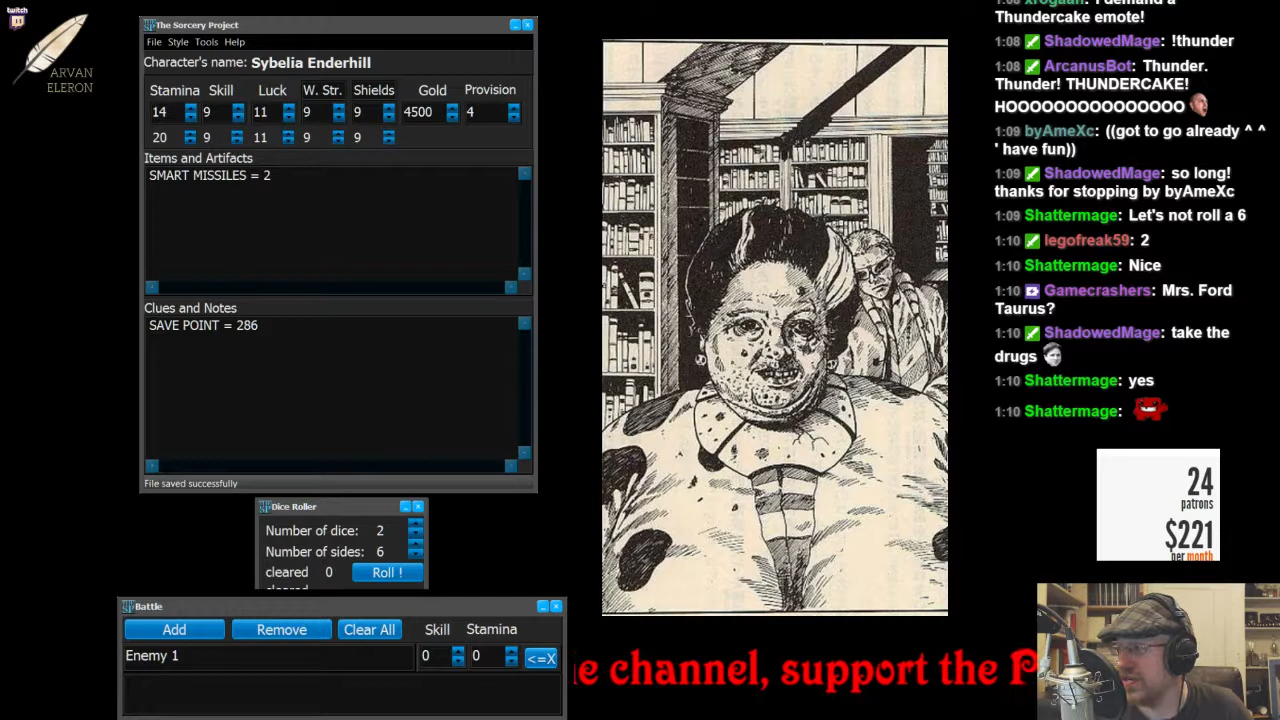 twitch
ARVAN
ELERON
The Sorcery Project
File Style Tools Help
Character's name: Sybelia Enderhill
Stamina Skill Luck W. Str. Shields Gold Provision
14 9 11 9 9 4500 4
20 9 11 9 9
Items and Artifacts
SMART MISSILES = 2
Clues and Notes
SAVE POINT = 286
File saved successfully
Dice Roller
Number of dice: 2
Number of sides: 6
cleared 0 Roll !
cleared
Battle
Add Remove Clear All Skill Stamina
Enemy 1 0 0 <=X
Thundercake emote!
1:08 ShadowedMage: !thunder
1:08 ArcanusBot: Thunder.
Thunder! THUNDERCAKE!
HOOOOOOOOOOOOOOO
1:09 byAmeXc: ((got to go already ^ ^
' have fun))
1:09 ShadowedMage: so long!
thanks for stopping by byAmeXc
1:09 Shattermage: Let's not roll a 6
1:10 legofreak59: 2
1:10 Shattermage: Nice
1:10 Gamecrashers: Mrs. Ford
Taurus?
1:10 ShadowedMage: take the
drugs
1:10 Shattermage: yes
1:10 Shattermage:
24
patrons
$221
per month
e channel, support the P